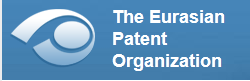 The Eurasian
Patent
Organization